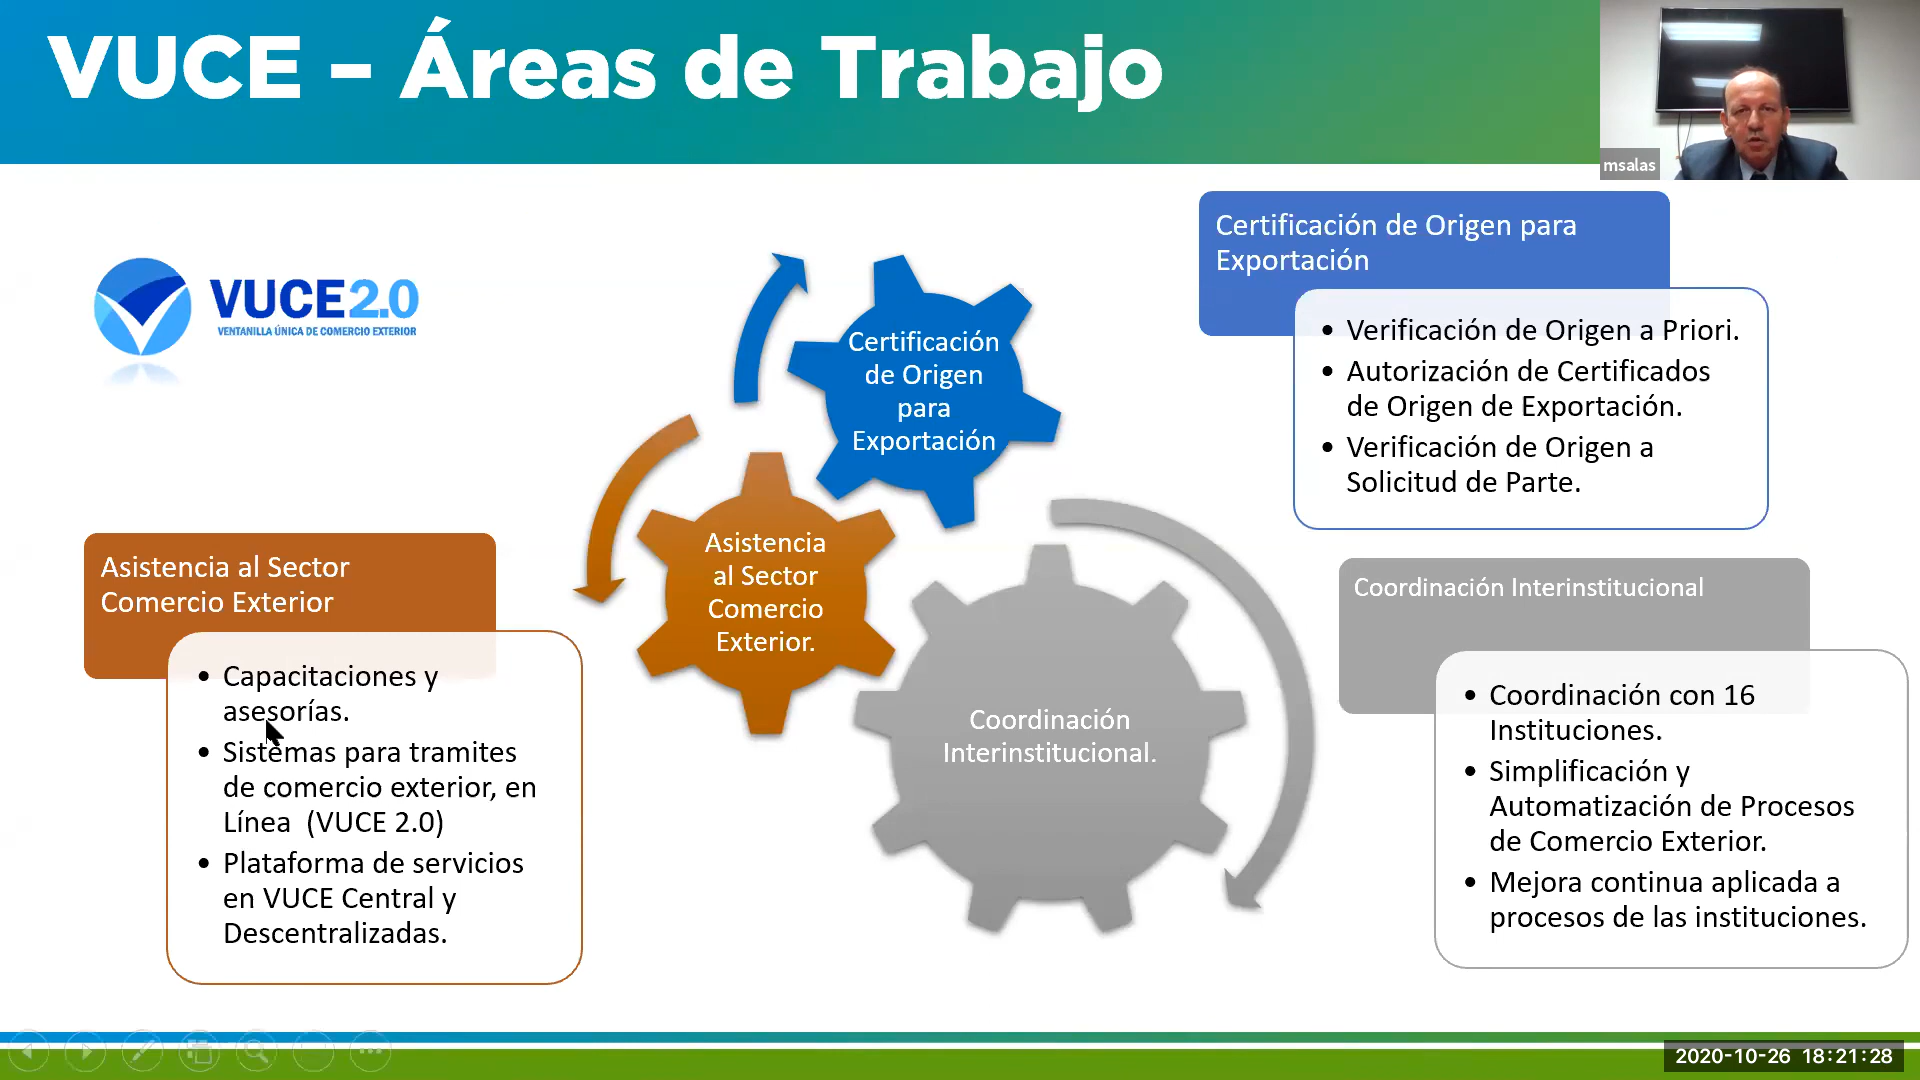 VUCE – Áreas de Trabajo
msalas
VUCE2.0
VENTANILLA ÚNICA DE COMERCIO EXTERIOR
Certificación
de Origen
para
Exportación
Asistencia
al Sector
Comercio
Exterior.
Coordinación
Interinstitucional.
Certificación de Origen para
Exportación
• Verificación de Origen a Priori.
• Autorización de Certificados
de Origen de Exportación.
• Verificación de Origen a
Solicitud de Parte.
Asistencia al Sector
Comercio Exterior
• Capacitaciones y
asesorías.
• Sistemas para tramites
de comercio exterior, en
Línea (VUCE 2.0)
• Plataforma de servicios
en VUCE Central y
Descentralizadas.
Coordinación Interinstitucional
• Coordinación con 16
Instituciones.
• Simplificación y
Automatización de Procesos
de Comercio Exterior.
• Mejora continua aplicada a
procesos de las instituciones.
2020-10-26 18:21:28